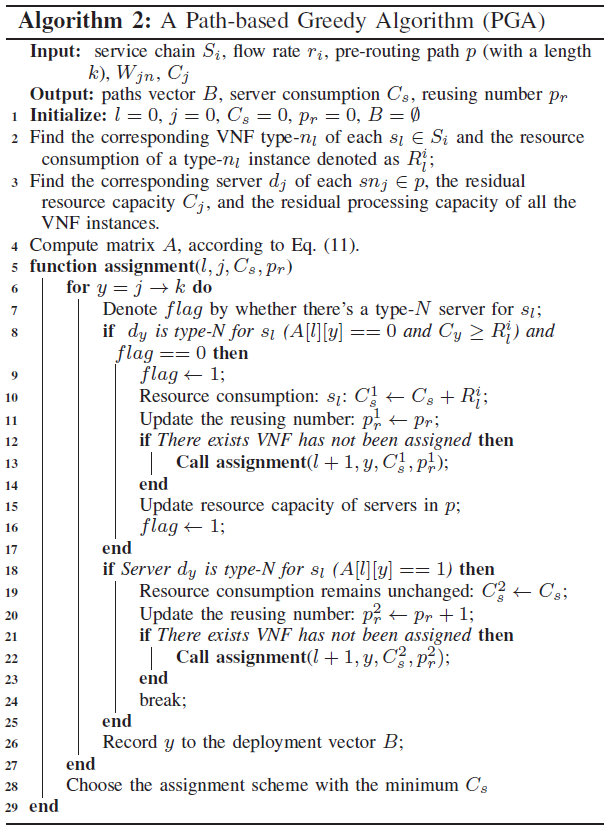 Algorithm 2: A Path-based Greedy Algorithm (PGA)
Input: service chain S_i, flow rate r_i, pre-routing path p (with a length
k), W_{jn}, C_j
Output: paths vector B, server consumption C_s, reusing number p_r
1 Initialize: l = 0, j = 0, C_s = 0, p_r = 0, B = ∅
2 Find the corresponding VNF type-n_l of each s_l ∈ S_i and the resource
consumption of a type-n_l instance denoted as R_l^i;
3 Find the corresponding server d_j of each sn_j ∈ p, the residual
resource capacity C_j, and the residual processing capacity of all the
VNF instances.
4 Compute matrix A, according to Eq. (11).
5 function assignment(l, j, C_s, p_r)
6 for y = j → k do
7 Denote flag by whether there's a type-N server for s_l;
8 if d_y is type-N for s_l (A[l][y] == 0 and C_y ≥ R_l^i) and
flag == 0 then
9 flag ← 1;
10 Resource consumption: s_l: C_s^1 ← C_s + R_l^i;
11 Update the reusing number: p_r^1 ← p_r;
12 if There exists VNF has not been assigned then
13 Call assignment(l + 1, y, C_s^1, p_r^1);
14 end
15 Update resource capacity of servers in p;
16 flag ← 1;
17 end
18 if Server d_y is type-N for s_l (A[l][y] == 1) then
19 Resource consumption remains unchanged: C_s^2 ← C_s;
20 Update the reusing number: p_r^2 ← p_r + 1;
21 if There exists VNF has not been assigned then
22 Call assignment(l + 1, y, C_s^2, p_r^2);
23 end
24 break;
25 end
26 Record y to the deployment vector B;
27 end
28 Choose the assignment scheme with the minimum C_s
29 end